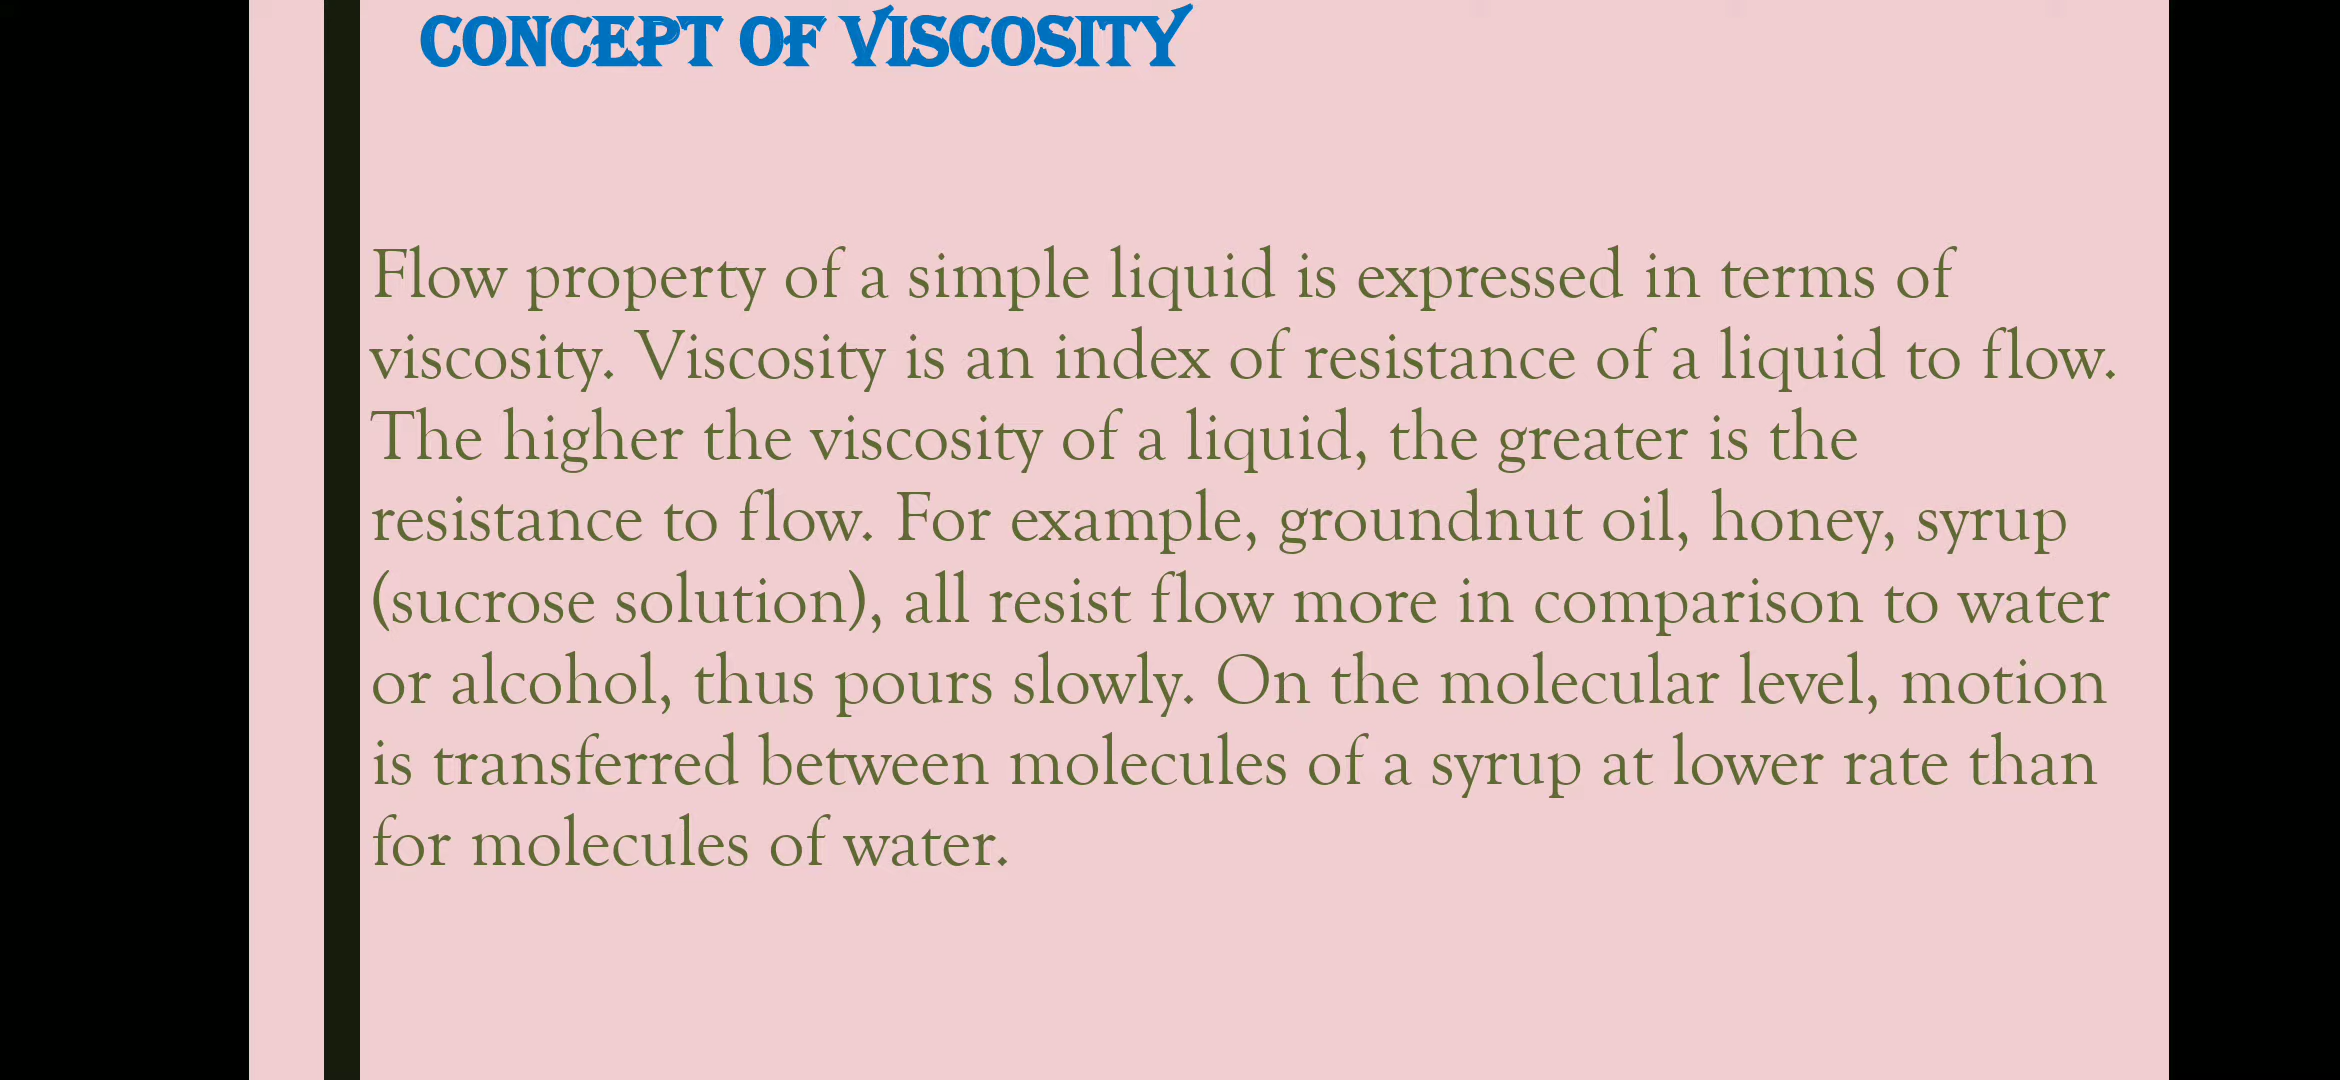 CONCEPT OF VISCOSITY
Flow property of a simple liquid is expressed in terms of
viscosity. Viscosity is an index of resistance of a liquid to flow.
The higher the viscosity of a liquid, the greater is the
resistance to flow. For example, groundnut oil, honey, syrup
(sucrose solution), all resist flow more in comparison to water
or alcohol, thus pours slowly. On the molecular level, motion
is transferred between molecules of a syrup at lower rate than
for molecules of water.